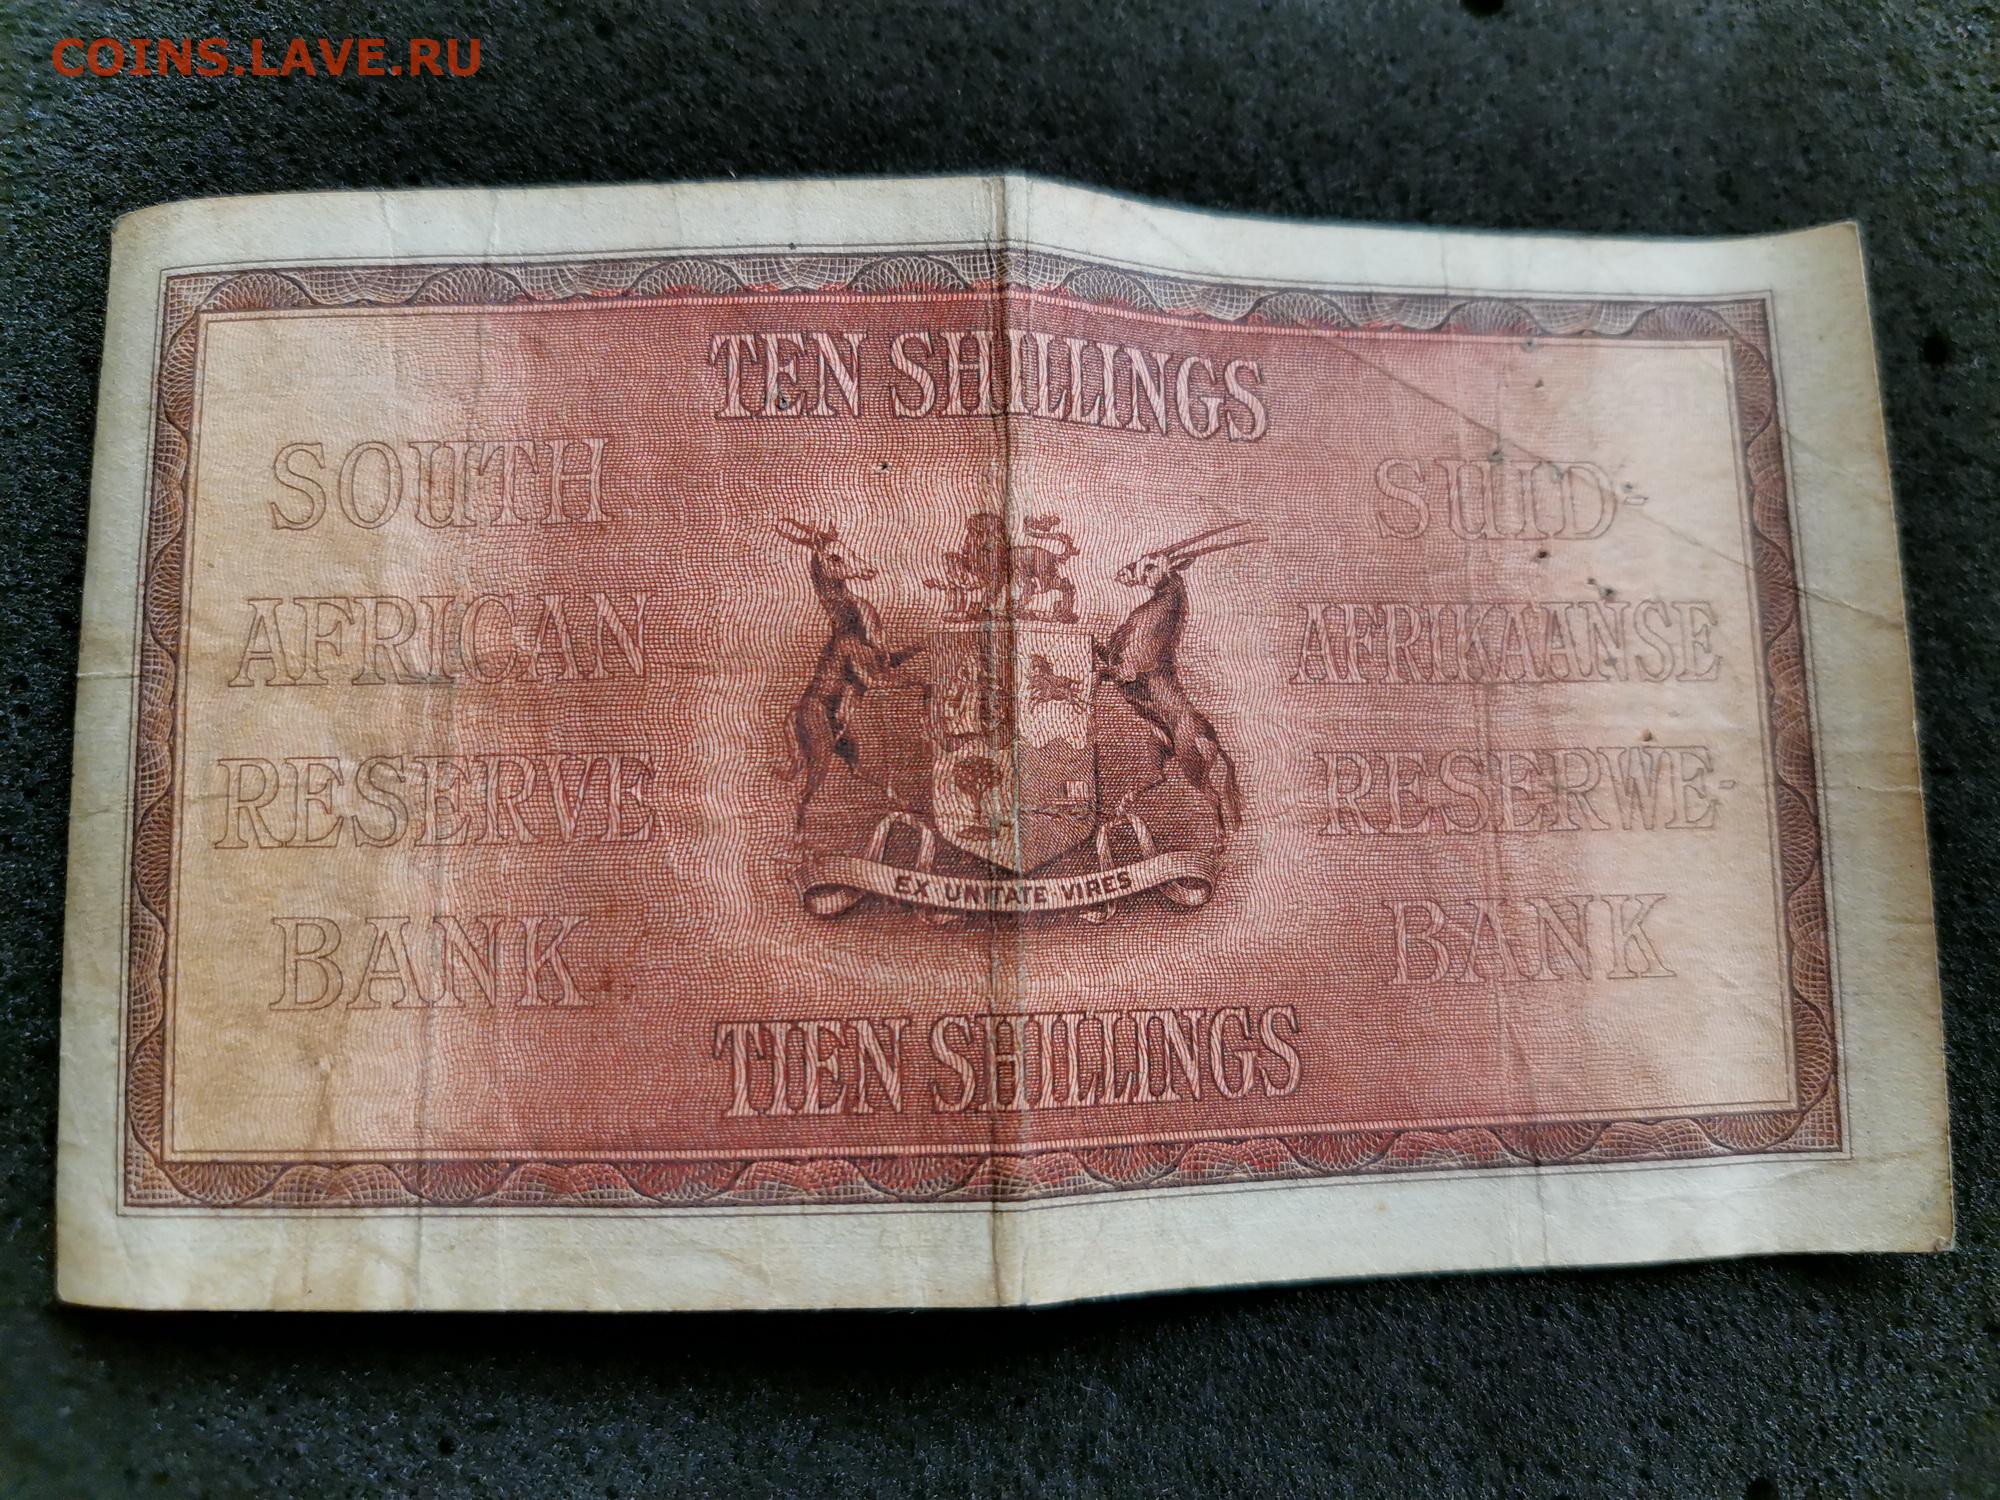 COINS.LAVE.RU
TEN SHILLINGS
SOUTH
AFRICAN
RESERVE
BANK
SUID-
AFRIKAANSE
RESERWE-
BANK
EX UNITATE VIRES
TIEN SHILLINGS